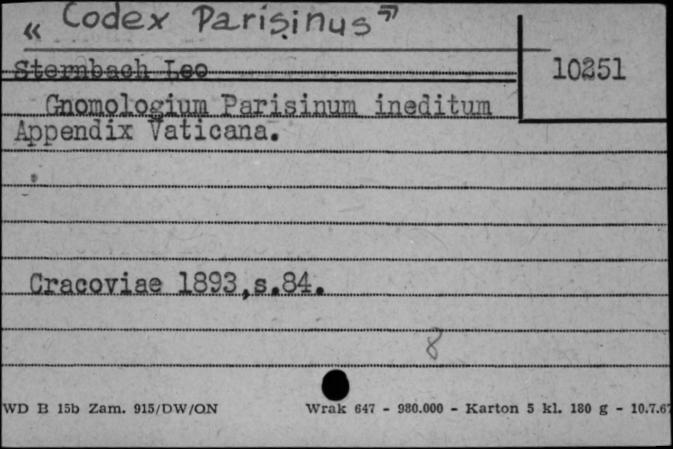 « Codex Parisinus"
Sternbach Leo
10251
Gnomologium Parisinum ineditum
Appendix Vaticana.
Cracoviae 1893,s.84.
8
WD B 15b Zam. 915/DW/ON Wrak 647 - 980.000 - Karton 5 kl. 180 g - 10.7.67